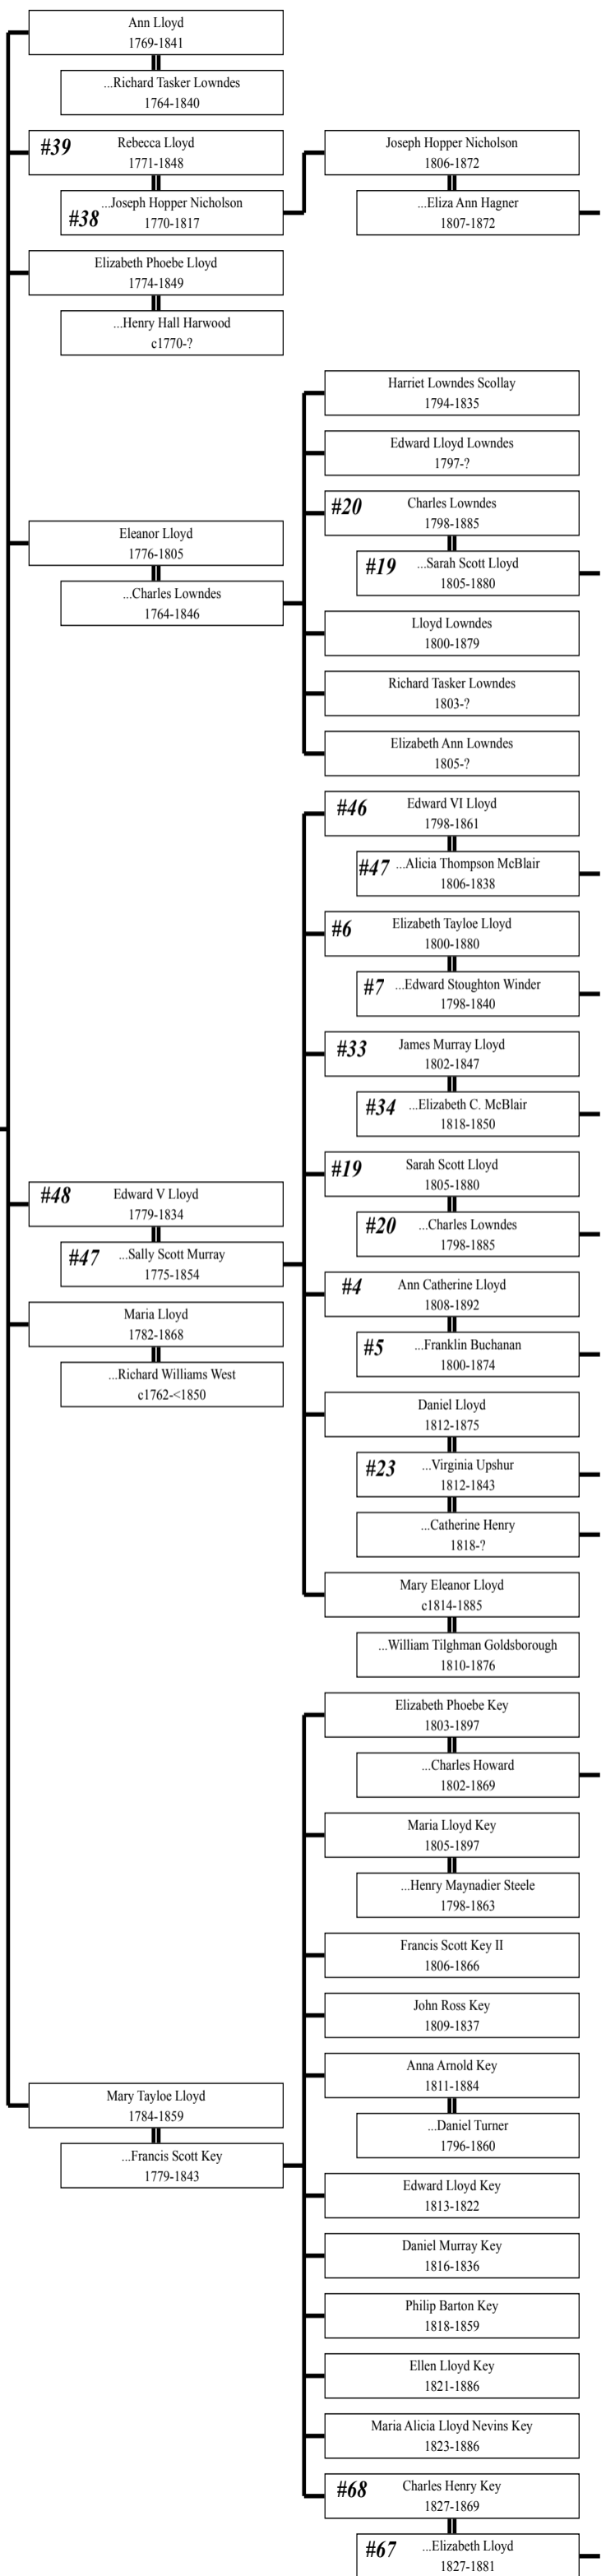 Ann Lloyd
1769-1841
...Richard Tasker Lowndes
1764-1840
#39 Rebecca Lloyd
1771-1848
#38 ...Joseph Hopper Nicholson
1770-1817
Joseph Hopper Nicholson
1806-1872
...Eliza Ann Hagner
1807-1872
Elizabeth Phoebe Lloyd
1774-1849
...Henry Hall Harwood
c1770-?
Eleanor Lloyd
1776-1805
...Charles Lowndes
1764-1846
Harriet Lowndes Scollay
1794-1835
Edward Lloyd Lowndes
1797-?
#20 Charles Lowndes
1798-1885
#19 ...Sarah Scott Lloyd
1805-1880
Lloyd Lowndes
1800-1879
Richard Tasker Lowndes
1803-?
Elizabeth Ann Lowndes
1805-?
#48 Edward V Lloyd
1779-1834
#47 ...Sally Scott Murray
1775-1854
#46 Edward VI Lloyd
1798-1861
#47 ...Alicia Thompson McBlair
1806-1838
#6 Elizabeth Tayloe Lloyd
1800-1880
#7 ...Edward Stoughton Winder
1798-1840
#33 James Murray Lloyd
1802-1847
#34 ...Elizabeth C. McBlair
1818-1850
#19 Sarah Scott Lloyd
1805-1880
#20 ...Charles Lowndes
1798-1885
#4 Ann Catherine Lloyd
1808-1892
#5 ...Franklin Buchanan
1800-1874
Daniel Lloyd
1812-1875
#23 ...Virginia Upshur
1812-1843
...Catherine Henry
1818-?
Mary Eleanor Lloyd
c1814-1885
...William Tilghman Goldsborough
1810-1876
Maria Lloyd
1782-1868
...Richard Williams West
c1762-<1850
Mary Tayloe Lloyd
1784-1859
...Francis Scott Key
1779-1843
Elizabeth Phoebe Key
1803-1897
...Charles Howard
1802-1869
Maria Lloyd Key
1805-1897
...Henry Maynadier Steele
1798-1863
Francis Scott Key II
1806-1866
John Ross Key
1809-1837
Anna Arnold Key
1811-1884
...Daniel Turner
1796-1860
Edward Lloyd Key
1813-1822
Daniel Murray Key
1816-1836
Philip Barton Key
1818-1859
Ellen Lloyd Key
1821-1886
Maria Alicia Lloyd Nevins Key
1823-1886
#68 Charles Henry Key
1827-1869
#67 ...Elizabeth Lloyd
1827-1881